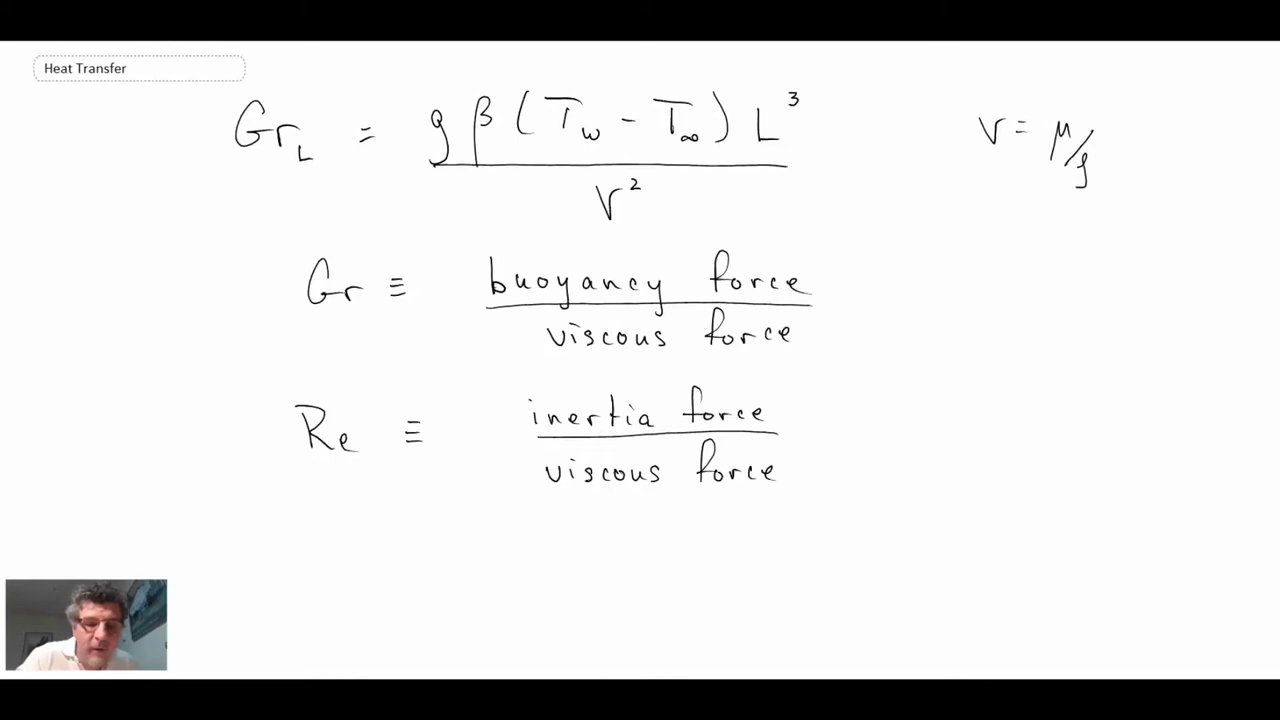 Heat Transfer
Gr_L = gβ(T_w - T_∞)L^3 / ν^2
ν = μ/ρ
Gr ≡ buoyancy force / viscous force
Re ≡ inertia force / viscous force